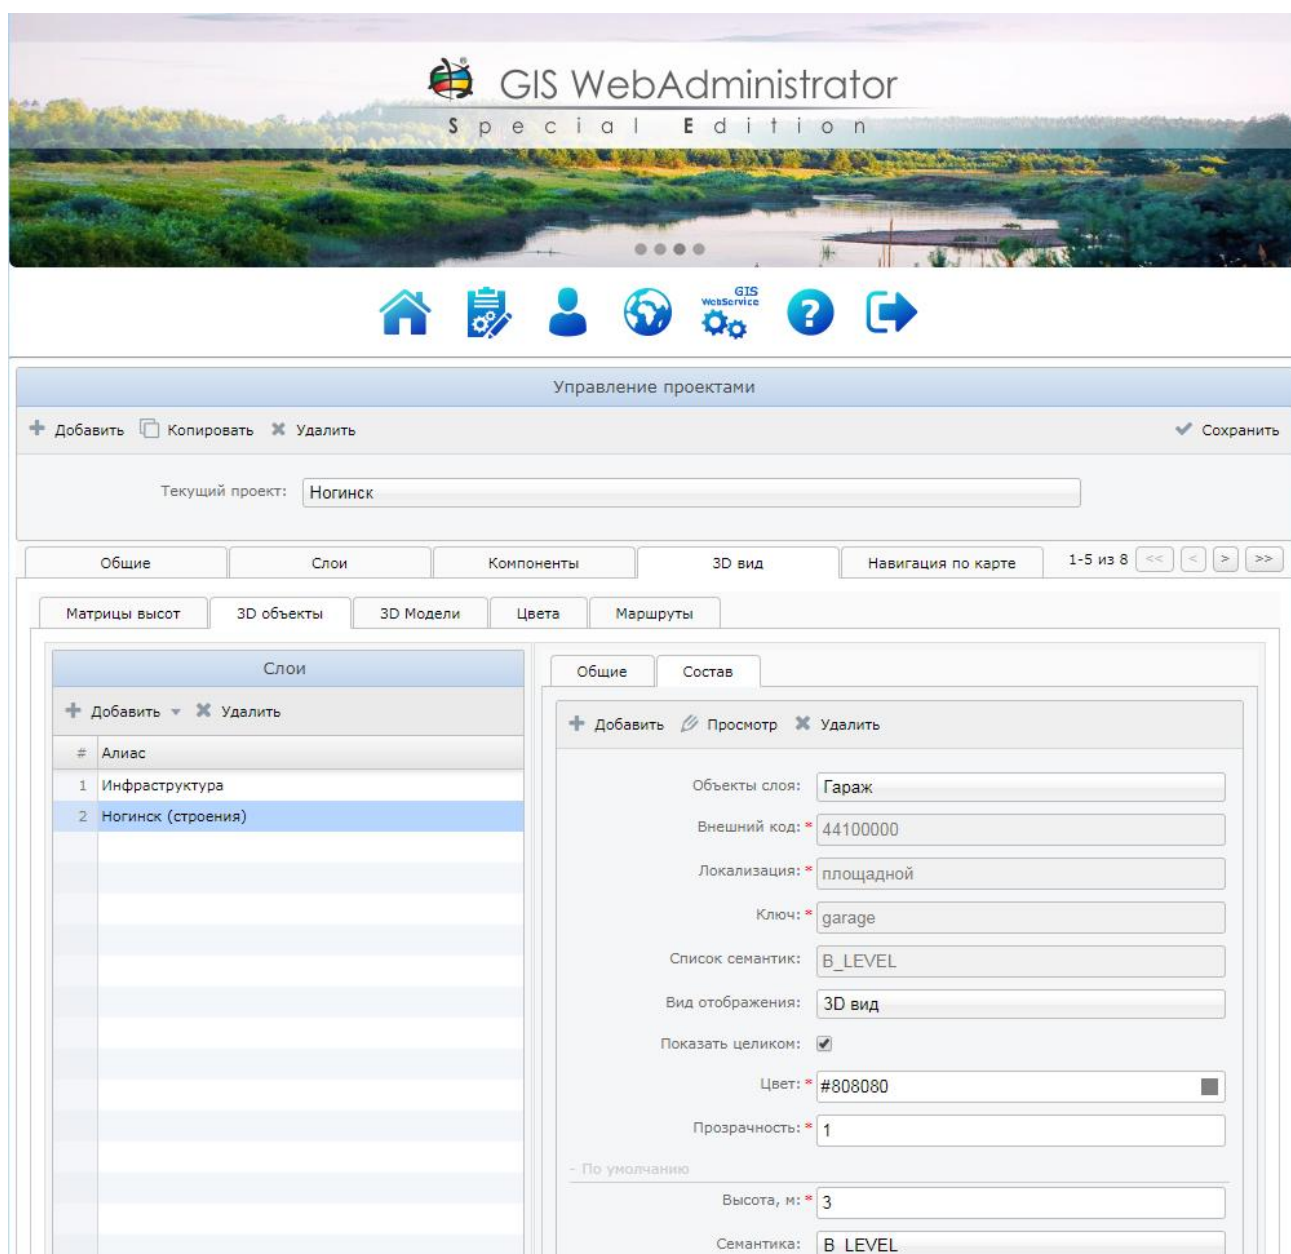 GIS WebAdministrator
Special Edition
GIS
WebService
?
Управление проектами
Добавить Копировать Удалить Сохранить
Текущий проект: Ногинск
Общие Слои Компоненты 3D вид Навигация по карте 1-5 из 8 << < > >>
Матрицы высот 3D объекты 3D Модели Цвета Маршруты
Слои
Добавить Удалить
# Алиас
1 Инфраструктура
2 Ногинск (строения)
Общие Состав
Добавить Просмотр Удалить
Объекты слоя: Гараж
Внешний код: * 44100000
Локализация: * площадной
Ключ: * garage
Список семантик: B_LEVEL
Вид отображения: 3D вид
Показать целиком:
Цвет: * #808080
Прозрачность: * 1
- По умолчанию
Высота, м: * 3
Семантика: B_LEVEL